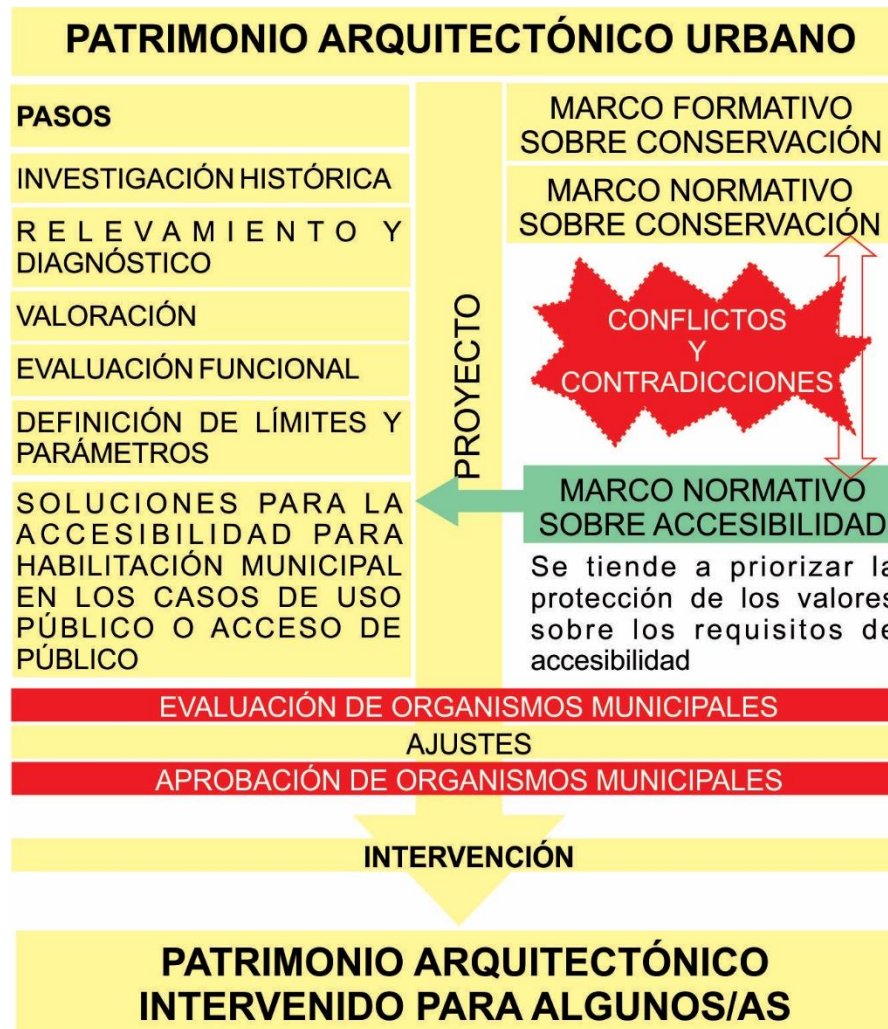 PATRIMONIO ARQUITECTÓNICO URBANO
PASOS
INVESTIGACIÓN HISTÓRICA
RELEVAMIENTO Y
DIAGNÓSTICO
VALORACIÓN
EVALUACIÓN FUNCIONAL
DEFINICIÓN DE LÍMITES Y
PARÁMETROS
SOLUCIONES PARA LA
ACCESIBILIDAD PARA
HABILITACIÓN MUNICIPAL
EN LOS CASOS DE USO
PÚBLICO O ACCESO DE
PÚBLICO
PROYECTO
MARCO FORMATIVO
SOBRE CONSERVACIÓN
MARCO NORMATIVO
SOBRE CONSERVACIÓN
CONFLICTOS
Y
CONTRADICCIONES
MARCO NORMATIVO
SOBRE ACCESIBILIDAD
Se tiende a priorizar la
protección de los valores
sobre los requisitos de
accesibilidad
EVALUACIÓN DE ORGANISMOS MUNICIPALES
AJUSTES
APROBACIÓN DE ORGANISMOS MUNICIPALES
INTERVENCIÓN
PATRIMONIO ARQUITECTÓNICO
INTERVENIDO PARA ALGUNOS/AS